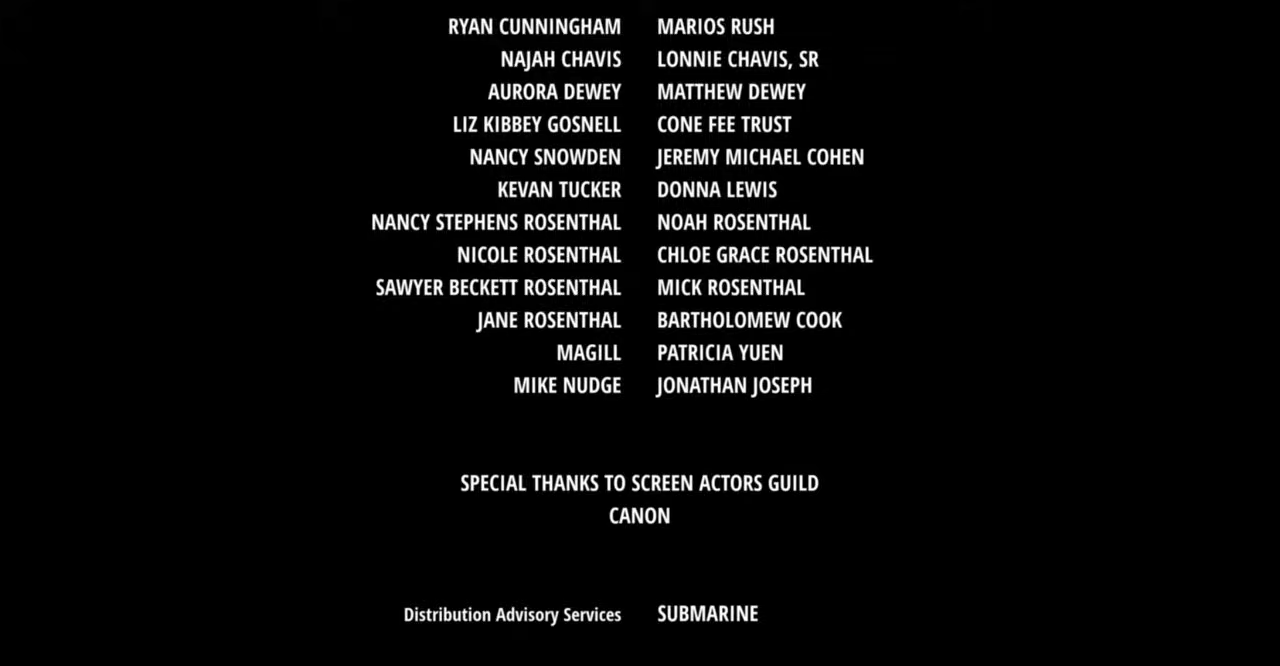 RYAN CUNNINGHAM MARIOS RUSH
NAJAH CHAVIS LONNIE CHAVIS, SR
AURORA DEWEY MATTHEW DEWEY
LIZ KIBBEY GOSNELL CONE FEE TRUST
NANCY SNOWDEN JEREMY MICHAEL COHEN
KEVAN TUCKER DONNA LEWIS
NANCY STEPHENS ROSENTHAL NOAH ROSENTHAL
NICOLE ROSENTHAL CHLOE GRACE ROSENTHAL
SAWYER BECKETT ROSENTHAL MICK ROSENTHAL
JANE ROSENTHAL BARTHOLOMEW COOK
MAGILL PATRICIA YUEN
MIKE NUDGE JONATHAN JOSEPH
SPECIAL THANKS TO SCREEN ACTORS GUILD
CANON
Distribution Advisory Services SUBMARINE